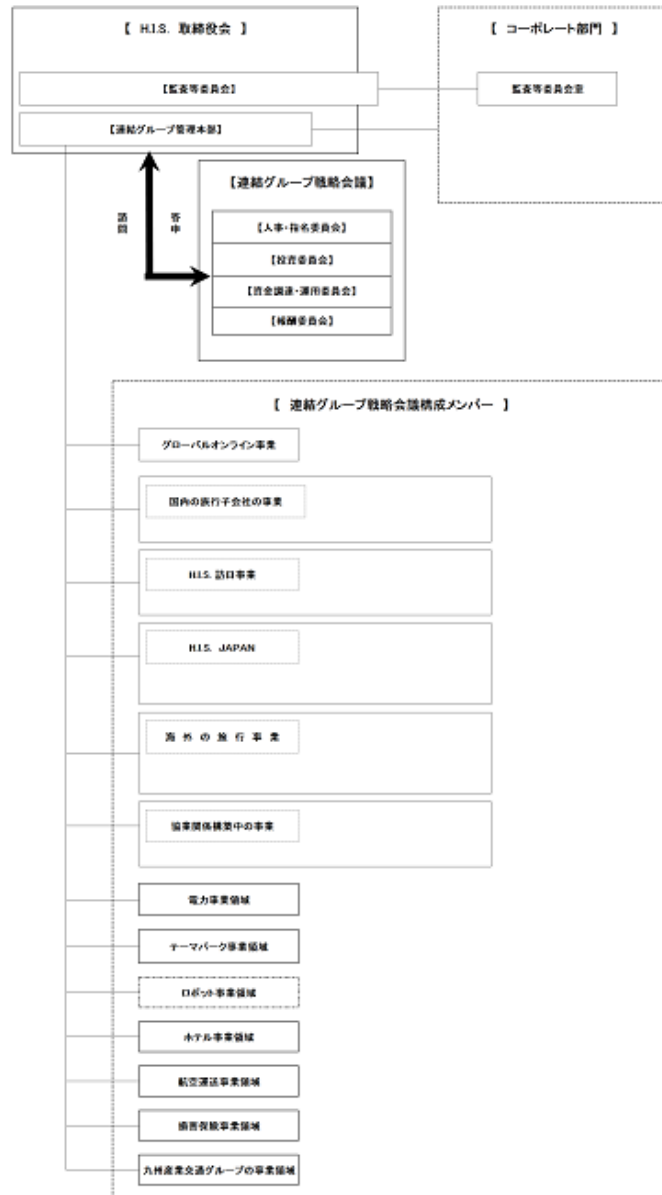 【 H.I.S. 取締役会 】
【 コーポレート部門 】
【監査等委員会】
監査等委員会室
【連結グループ管理本部】
【連結グループ戦略会議】
諮問
答申
【人事・指名委員会】
【投資委員会】
【資金調達・運用委員会】
【報酬委員会】
【 連結グループ戦略会議構成メンバー 】
グローバルオンライン事業
国内の旅行子会社の事業
H.I.S. 訪日事業
H.I.S. JAPAN
海 外 の 旅 行 事 業
協業関係構築中の事業
電力事業領域
テーマパーク事業領域
ロボット事業領域
ホテル事業領域
航空運送事業領域
損害保険事業領域
九州産業交通グループの事業領域